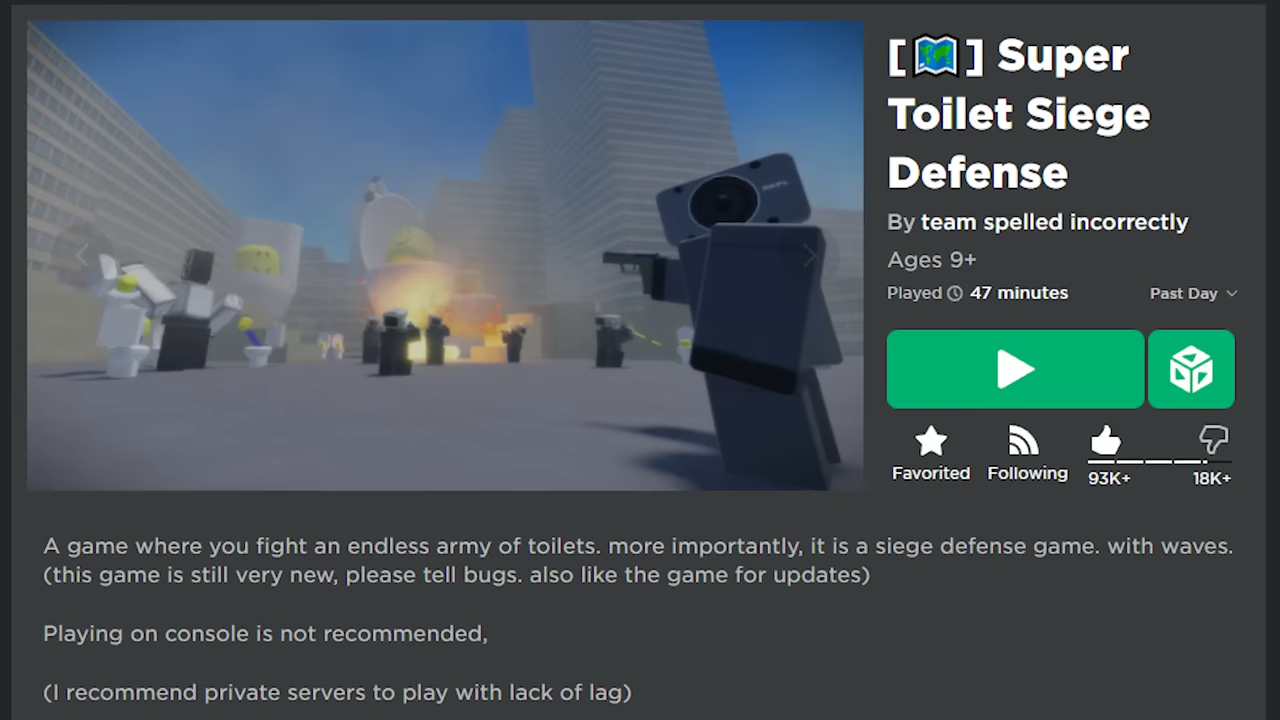 [🗺️] Super
Toilet Siege
Defense
By team spelled incorrectly
Ages 9+
Played 47 minutes
Past Day
Favorited
Following
93K+
18K+
A game where you fight an endless army of toilets. more importantly, it is a siege defense game. with waves.
(this game is still very new, please tell bugs. also like the game for updates)
Playing on console is not recommended,
(I recommend private servers to play with lack of lag)